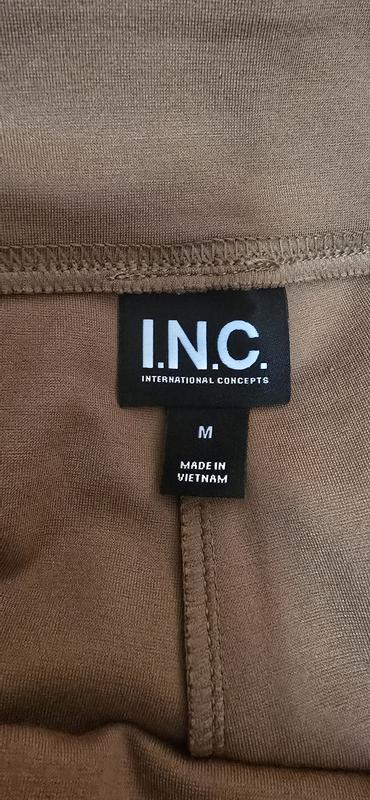 I.N.C.
INTERNATIONAL CONCEPTS
M
MADE IN
VIETNAM